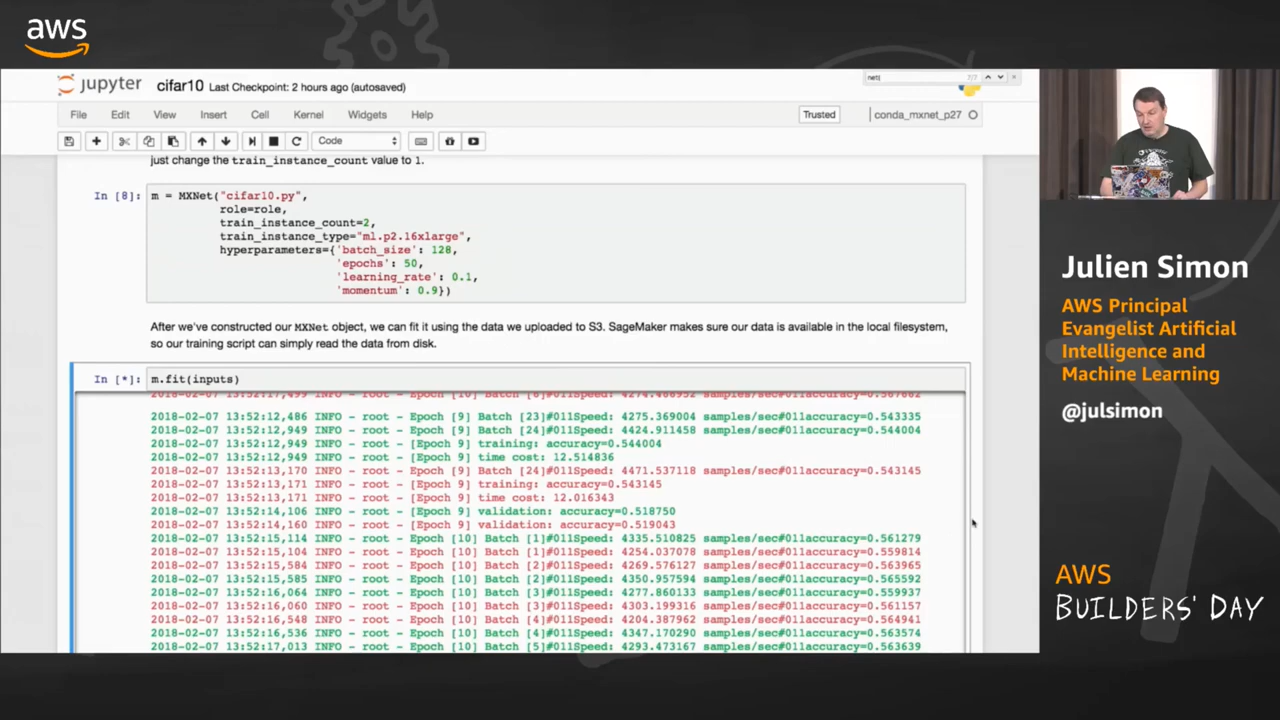 aws
jupyter cifar10 Last Checkpoint: 2 hours ago (autosaved)
net 7/7
File Edit View Insert Cell Kernel Widgets Help
Trusted conda_mxnet_p27
Code
just change the train_instance_count value to 1.
In [8]: m = MXNet("cifar10.py",
role=role,
train_instance_count=2,
train_instance_type="ml.p2.16xlarge",
hyperparameters={'batch_size': 128,
'epochs': 50,
'learning_rate': 0.1,
'momentum': 0.9})
After we've constructed our MXNet object, we can fit it using the data we uploaded to S3. SageMaker makes sure our data is available in the local filesystem,
so our training script can simply read the data from disk.
In [*]: m.fit(inputs)
2018-02-07 13:52:12,486 INFO - root - Epoch [9] Batch [23]#011Speed: 4275.369004 samples/sec#011accuracy=0.543335
2018-02-07 13:52:12,949 INFO - root - Epoch [9] Batch [24]#011Speed: 4424.911458 samples/sec#011accuracy=0.544004
2018-02-07 13:52:12,949 INFO - root - [Epoch 9] training: accuracy=0.544004
2018-02-07 13:52:12,949 INFO - root - [Epoch 9] time cost: 12.514836
2018-02-07 13:52:13,170 INFO - root - Epoch [9] Batch [24]#011Speed: 4471.537118 samples/sec#011accuracy=0.543145
2018-02-07 13:52:13,171 INFO - root - [Epoch 9] training: accuracy=0.543145
2018-02-07 13:52:13,171 INFO - root - [Epoch 9] time cost: 12.016343
2018-02-07 13:52:14,106 INFO - root - [Epoch 9] validation: accuracy=0.518750
2018-02-07 13:52:14,160 INFO - root - [Epoch 9] validation: accuracy=0.519043
2018-02-07 13:52:15,114 INFO - root - Epoch [10] Batch [1]#011Speed: 4335.510825 samples/sec#011accuracy=0.561279
2018-02-07 13:52:15,104 INFO - root - Epoch [10] Batch [1]#011Speed: 4254.037078 samples/sec#011accuracy=0.559814
2018-02-07 13:52:15,584 INFO - root - Epoch [10] Batch [2]#011Speed: 4269.576127 samples/sec#011accuracy=0.563965
2018-02-07 13:52:15,585 INFO - root - Epoch [10] Batch [2]#011Speed: 4350.957594 samples/sec#011accuracy=0.565592
2018-02-07 13:52:16,064 INFO - root - Epoch [10] Batch [3]#011Speed: 4277.860133 samples/sec#011accuracy=0.559937
2018-02-07 13:52:16,060 INFO - root - Epoch [10] Batch [3]#011Speed: 4303.199316 samples/sec#011accuracy=0.561157
2018-02-07 13:52:16,548 INFO - root - Epoch [10] Batch [4]#011Speed: 4204.387962 samples/sec#011accuracy=0.564941
2018-02-07 13:52:16,536 INFO - root - Epoch [10] Batch [4]#011Speed: 4347.170290 samples/sec#011accuracy=0.563574
2018-02-07 13:52:17,013 INFO - root - Epoch [10] Batch [5]#011Speed: 4293.473167 samples/sec#011accuracy=0.563639
Julien Simon
AWS Principal
Evangelist Artificial
Intelligence and
Machine Learning
@julsimon
AWS
BUILDERS' DAY